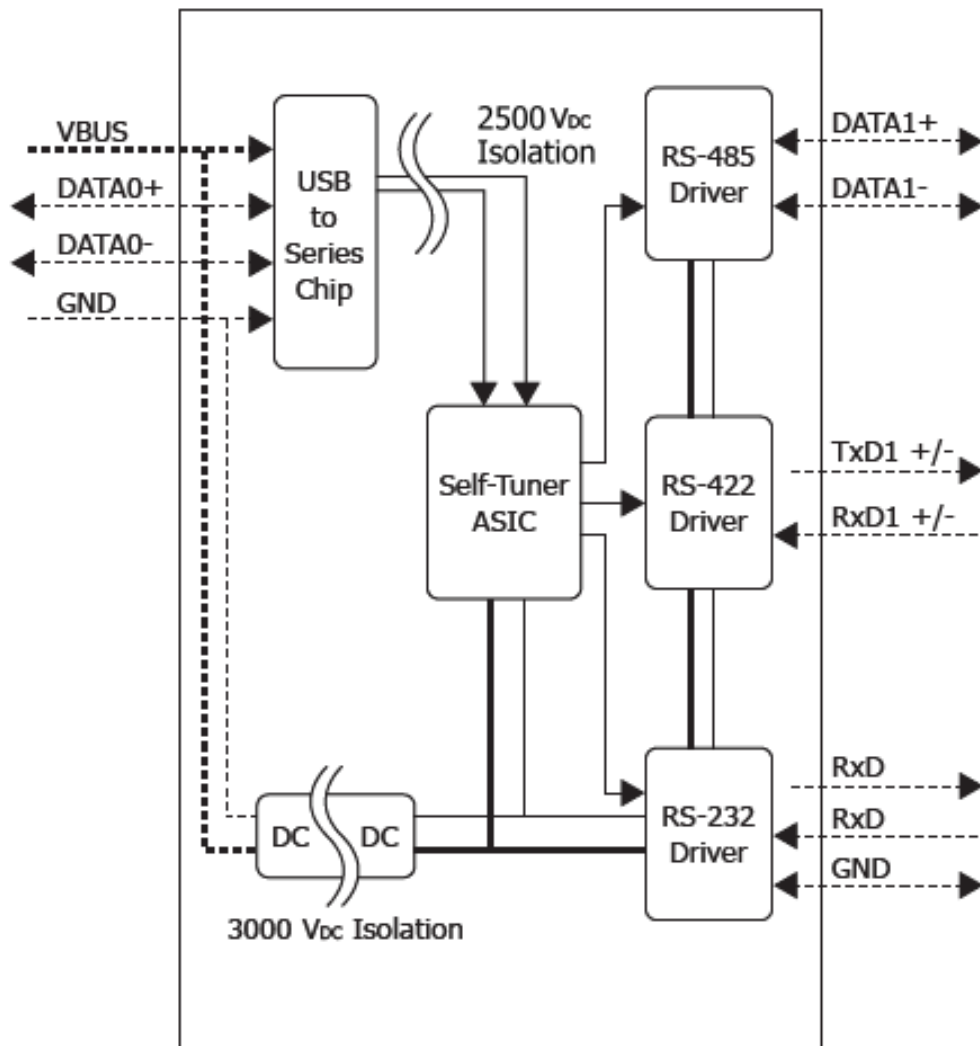 VBUS
DATA0+
DATA0-
GND
USB
to
Series
Chip
2500 VDC
Isolation
RS-485
Driver
DATA1+
DATA1-
Self-Tuner
ASIC
RS-422
Driver
TxD1 +/-
RxD1 +/-
DC
DC
3000 VDC Isolation
RS-232
Driver
RxD
RxD
GND